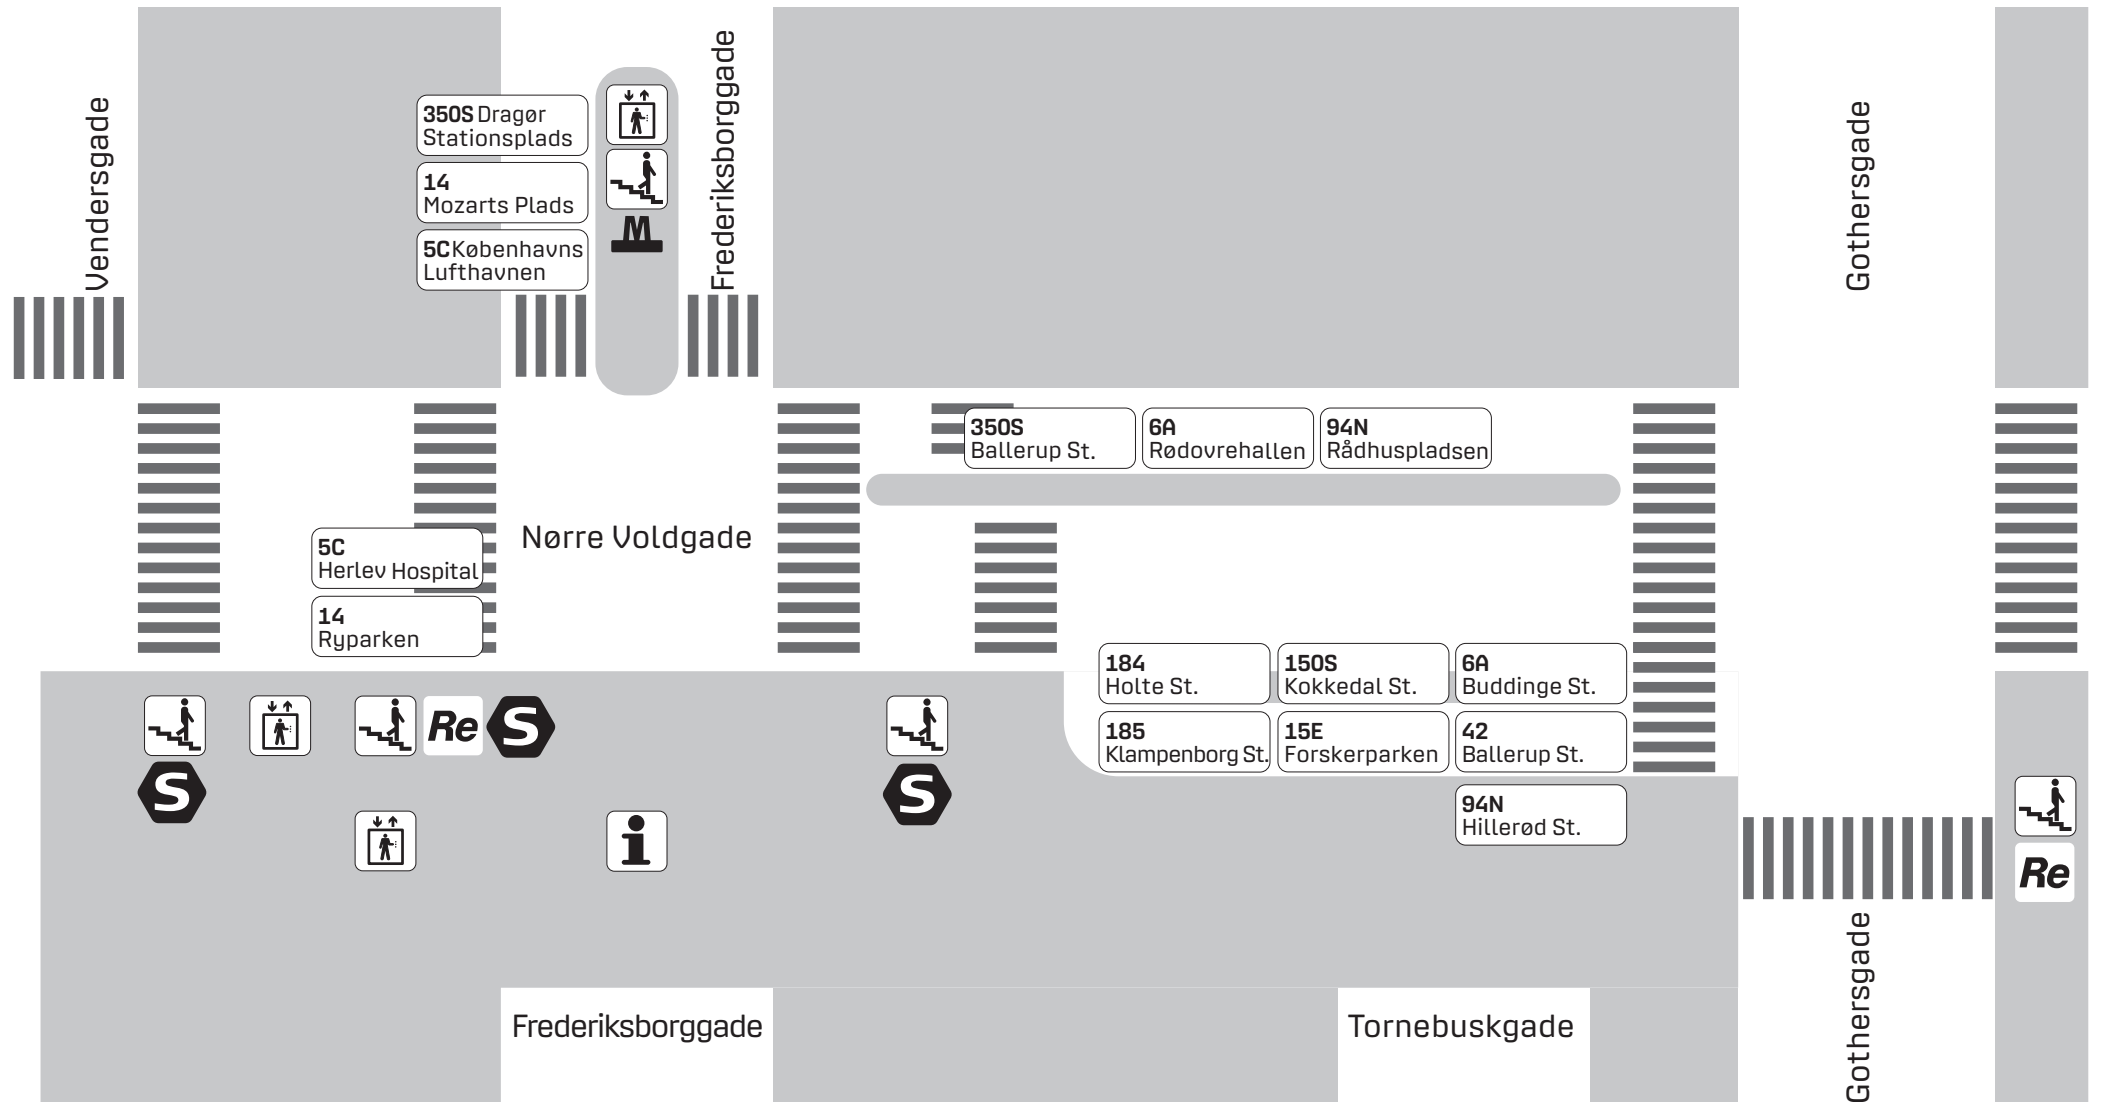 Vendersgade
350S Dragør
Stationsplads
14
Mozarts Plads
5C Københavns
Lufthavnen
M
Frederiksborggade
Gothersgade
350S
Ballerup St.
6A
Rødovrehallen
94N
Rådhuspladsen
Nørre Voldgade
5C
Herlev Hospital
14
Ryparken
184
Holte St.
150S
Kokkedal St.
6A
Buddinge St.
185
Klampenborg St.
15E
Forskerparken
42
Ballerup St.
94N
Hillerød St.
Re
S
S
S
i
Re
Frederiksborggade
Tornebuskgade
Gothersgade